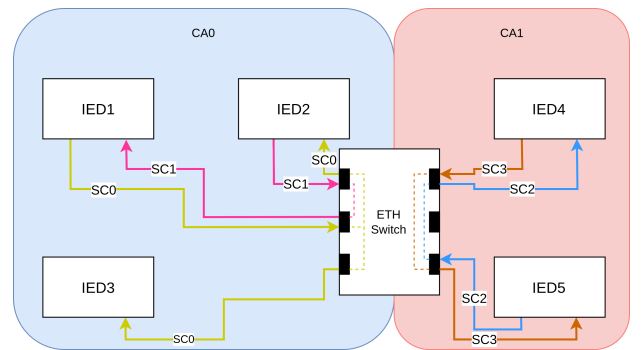 CA0
CA1
IED1
IED2
IED4
SC0
SC1
SC3
SC1
SC2
SC0
ETH
Switch
IED3
IED5
SC2
SC0
SC3